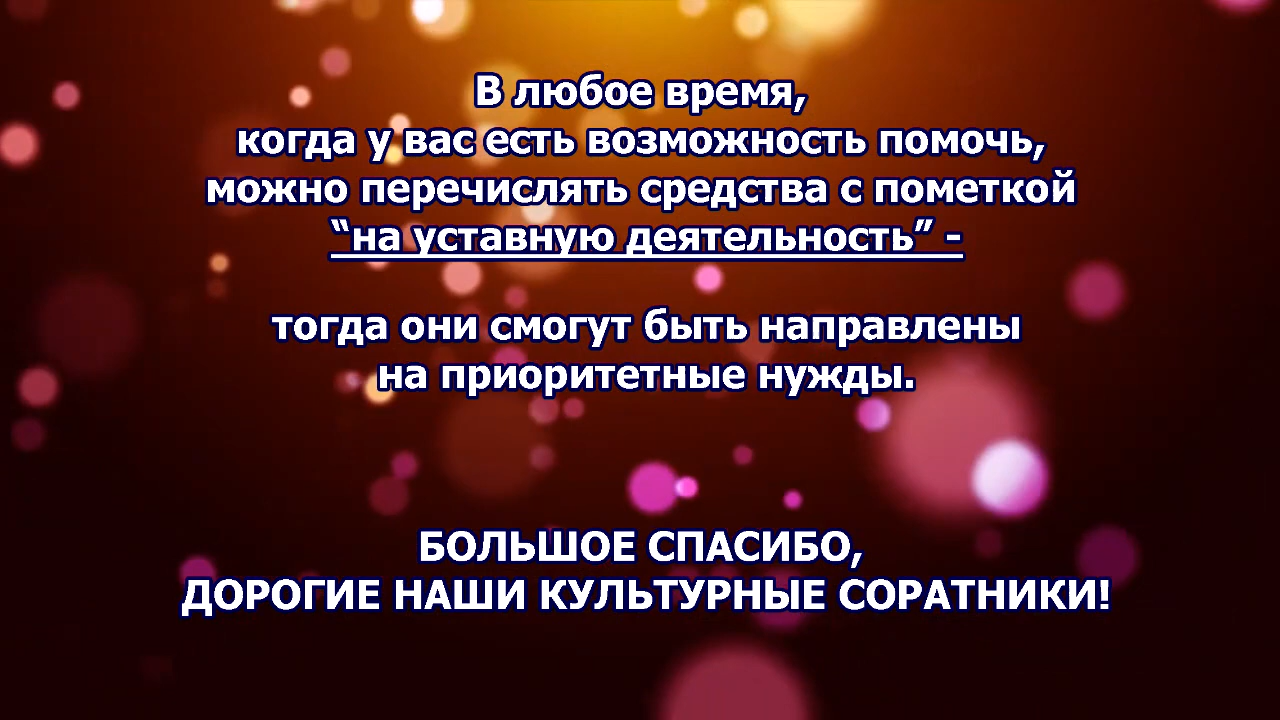 В любое время,
когда у вас есть возможность помочь,
можно перечислять средства с пометкой
“на уставную деятельность” -
тогда они смогут быть направлены
на приоритетные нужды.
БОЛЬШОЕ СПАСИБО,
ДОРОГИЕ НАШИ КУЛЬТУРНЫЕ СОРАТНИКИ!